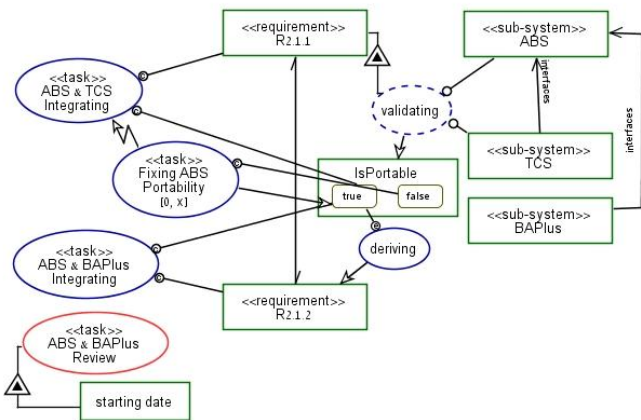 <<requirement>>
R2.1.1
<<sub-system>>
ABS
<<task>>
ABS & TCS
Integrating
c
c
validating
interfaces
interfaces
<<task>>
Fixing ABS
Portability
[0, X]
c
IsPortable
true
false
<<sub-system>>
TCS
<<sub-system>>
BAPlus
e
deriving
<<task>>
ABS & BAPlus
Integrating
c
c
<<requirement>>
R2.1.2
<<task>>
ABS & BAPlus
Review
starting date